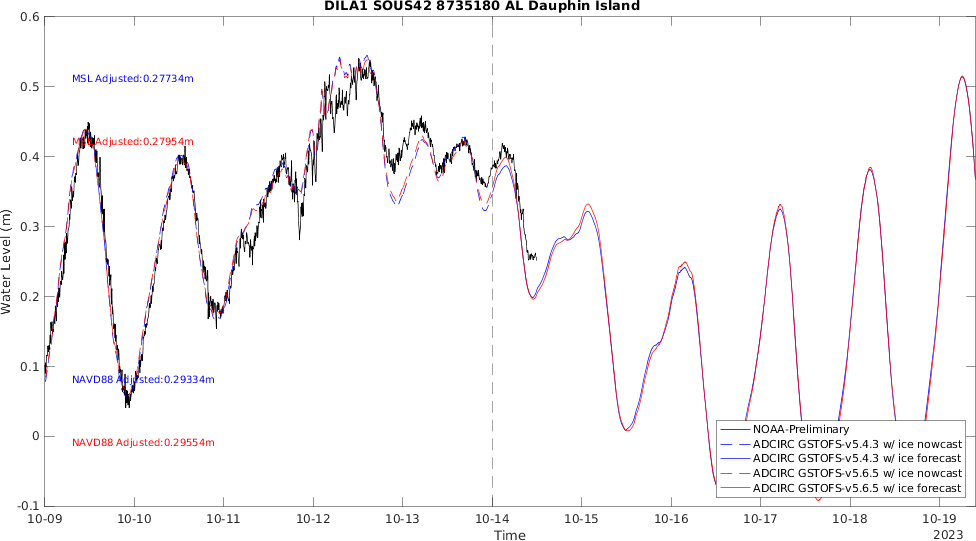 DILA1 SOUS42 8735180 AL Dauphin Island
0.6
0.5
0.4
0.3
0.2
0.1
0
-0.1
Water Level (m)
MSL Adjusted:0.27734m
MSL Adjusted:0.27954m
NAVD88 Adjusted:0.29334m
NAVD88 Adjusted:0.29554m
NOAA-Preliminary
ADCIRC GSTOFS-v5.4.3 w/ ice nowcast
ADCIRC GSTOFS-v5.4.3 w/ ice forecast
ADCIRC GSTOFS-v5.6.5 w/ ice nowcast
ADCIRC GSTOFS-v5.6.5 w/ ice forecast
10-09 10-10 10-11 10-12 10-13 10-14 10-15 10-16 10-17 10-18 10-19
Time
2023